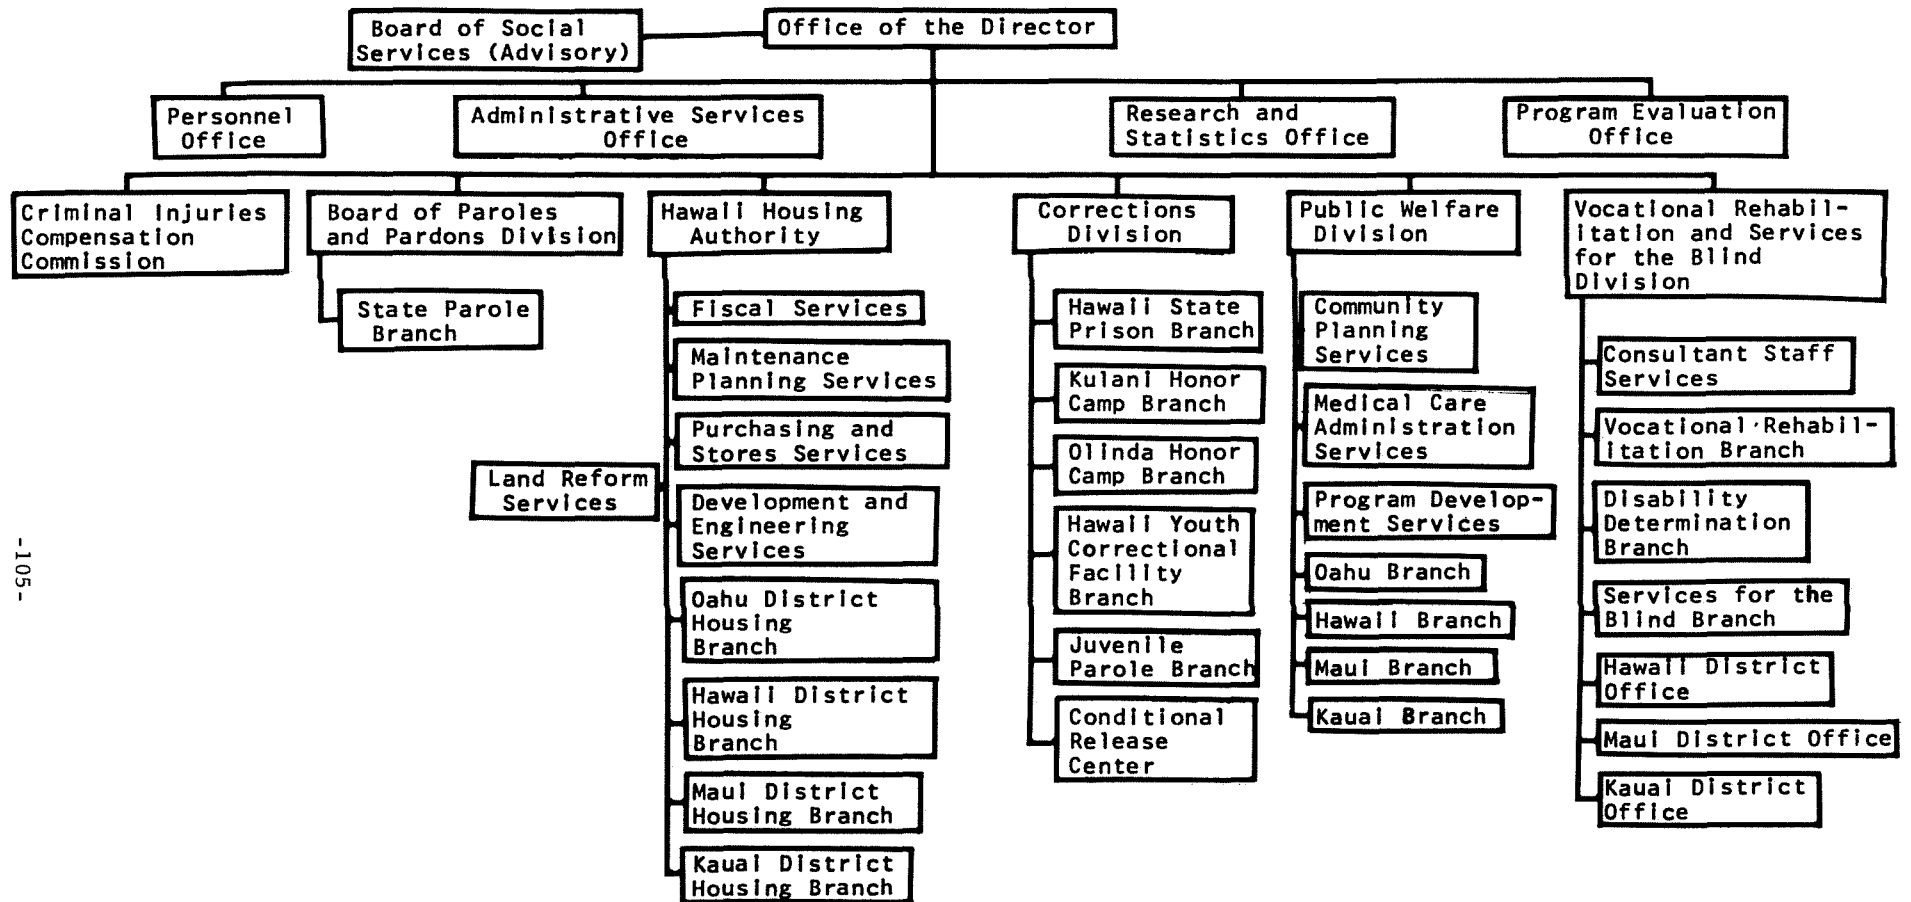 Board of Social
Services (Advisory)
Office of the Director
Personnel
Office
Administrative Services
Office
Research and
Statistics Office
Program Evaluation
Office
Criminal Injuries
Compensation
Commission
Board of Paroles
and Pardons Division
Hawaii Housing
Authority
Corrections
Division
Public Welfare
Division
Vocational Rehabil-
itation and Services
for the Blind
Division
State Parole
Branch
Fiscal Services
Maintenance
Planning Services
Purchasing and
Stores Services
Land Reform
Services
Development and
Engineering
Services
Oahu District
Housing
Branch
Hawaii District
Housing
Branch
Maui District
Housing Branch
Kauai District
Housing Branch
Hawaii State
Prison Branch
Kulani Honor
Camp Branch
Olinda Honor
Camp Branch
Hawaii Youth
Correctional
Facility
Branch
Juvenile
Parole Branch
Conditional
Release
Center
Community
Planning
Services
Medical Care
Administration
Services
Program Develop-
ment Services
Oahu Branch
Hawaii Branch
Maui Branch
Kauai Branch
Consultant Staff
Services
Vocational Rehabil-
itation Branch
Disability
Determination
Branch
Services for the
Blind Branch
Hawaii District
Office
Maui District Office
Kauai District
Office
-105-